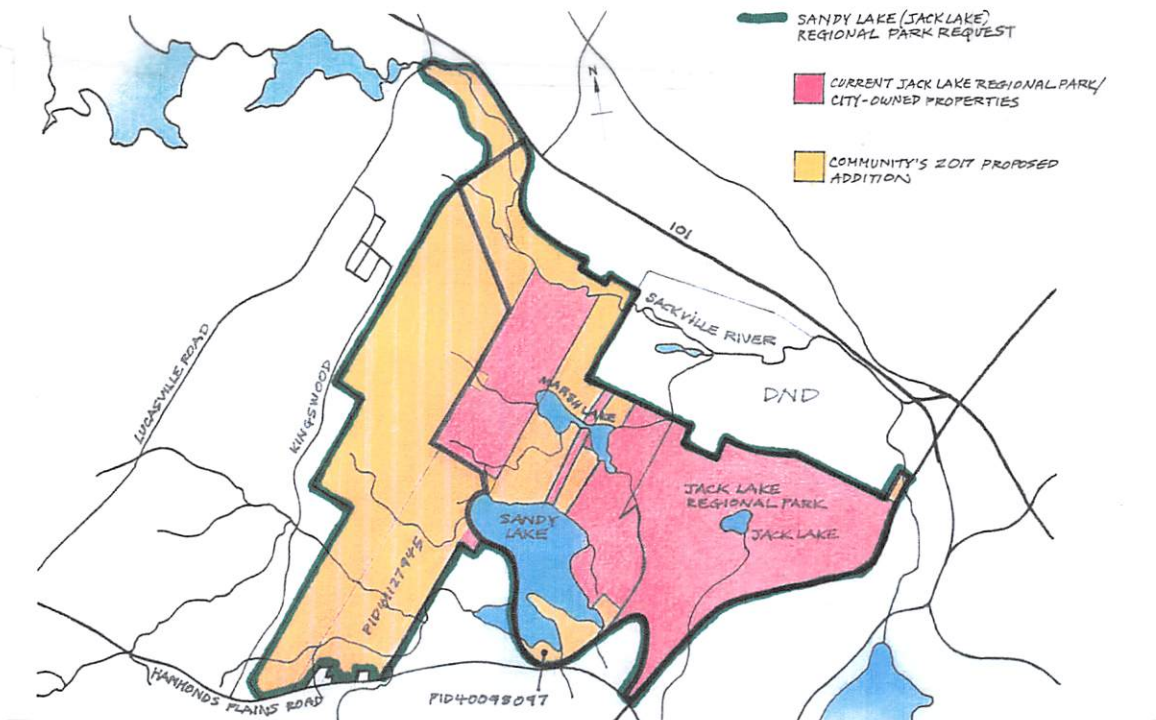 SANDY LAKE (JACK LAKE)
REGIONAL PARK REQUEST
CURRENT JACK LAKE REGIONAL PARK/
CITY-OWNED PROPERTIES
COMMUNITY'S 2017 PROPOSED
ADDITION
N
101
SACKVILLE RIVER
DND
LUCASVILLE ROAD
KINGSWOOD
MARSH LAKE
JACK LAKE
REGIONAL PARK
JACK LAKE
SANDY
LAKE
PID41127945
HAMMONDS PLAINS ROAD
PID40098097